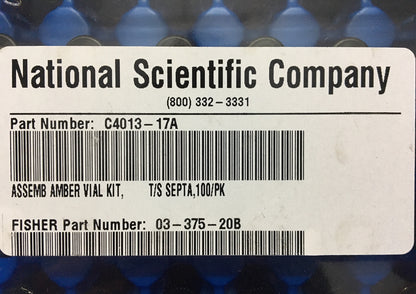 National Scientific Company
(800) 332-3331
Part Number: C4013-17A
ASSEMB AMBER VIAL KIT, T/S SEPTA,100/PK
FISHER Part Number: 03-375-20B